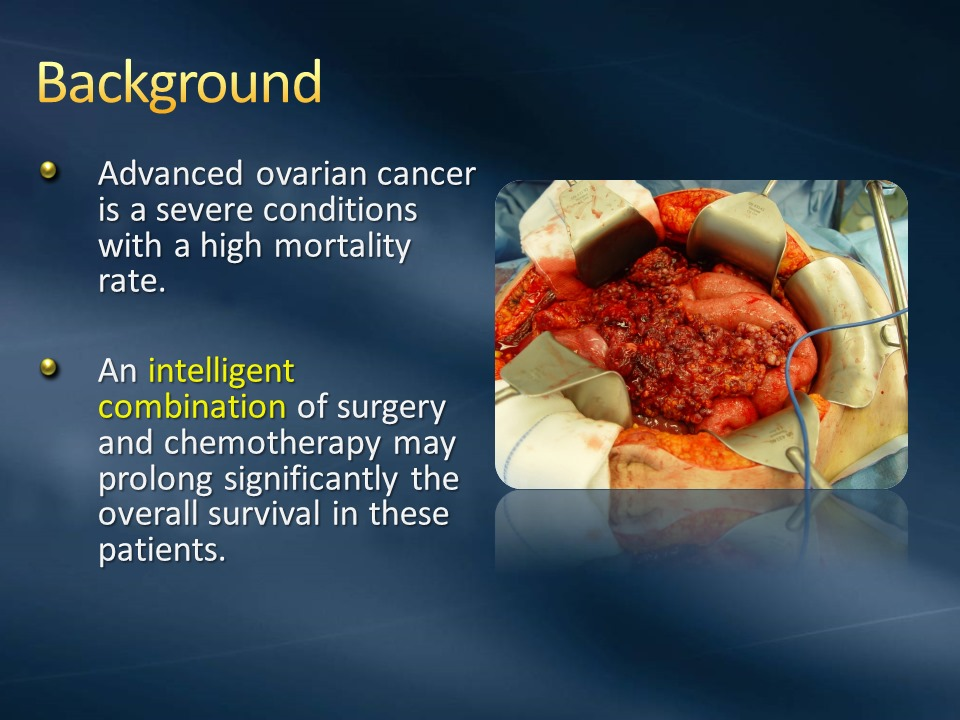 Background
Advanced ovarian cancer
is a severe conditions
with a high mortality
rate.
An intelligent
combination of surgery
and chemotherapy may
prolong significantly the
overall survival in these
patients.